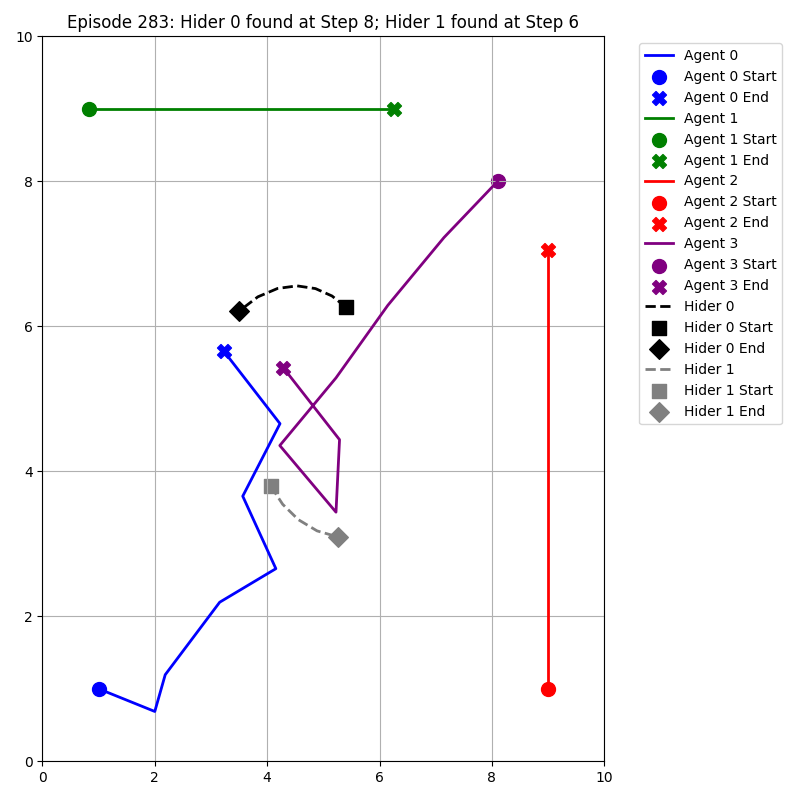 Episode 283: Hider 0 found at Step 8; Hider 1 found at Step 6
10
8
6
4
2
0
0 2 4 6 8 10
Agent 0
Agent 0 Start
Agent 0 End
Agent 1
Agent 1 Start
Agent 1 End
Agent 2
Agent 2 Start
Agent 2 End
Agent 3
Agent 3 Start
Agent 3 End
Hider 0
Hider 0 Start
Hider 0 End
Hider 1
Hider 1 Start
Hider 1 End